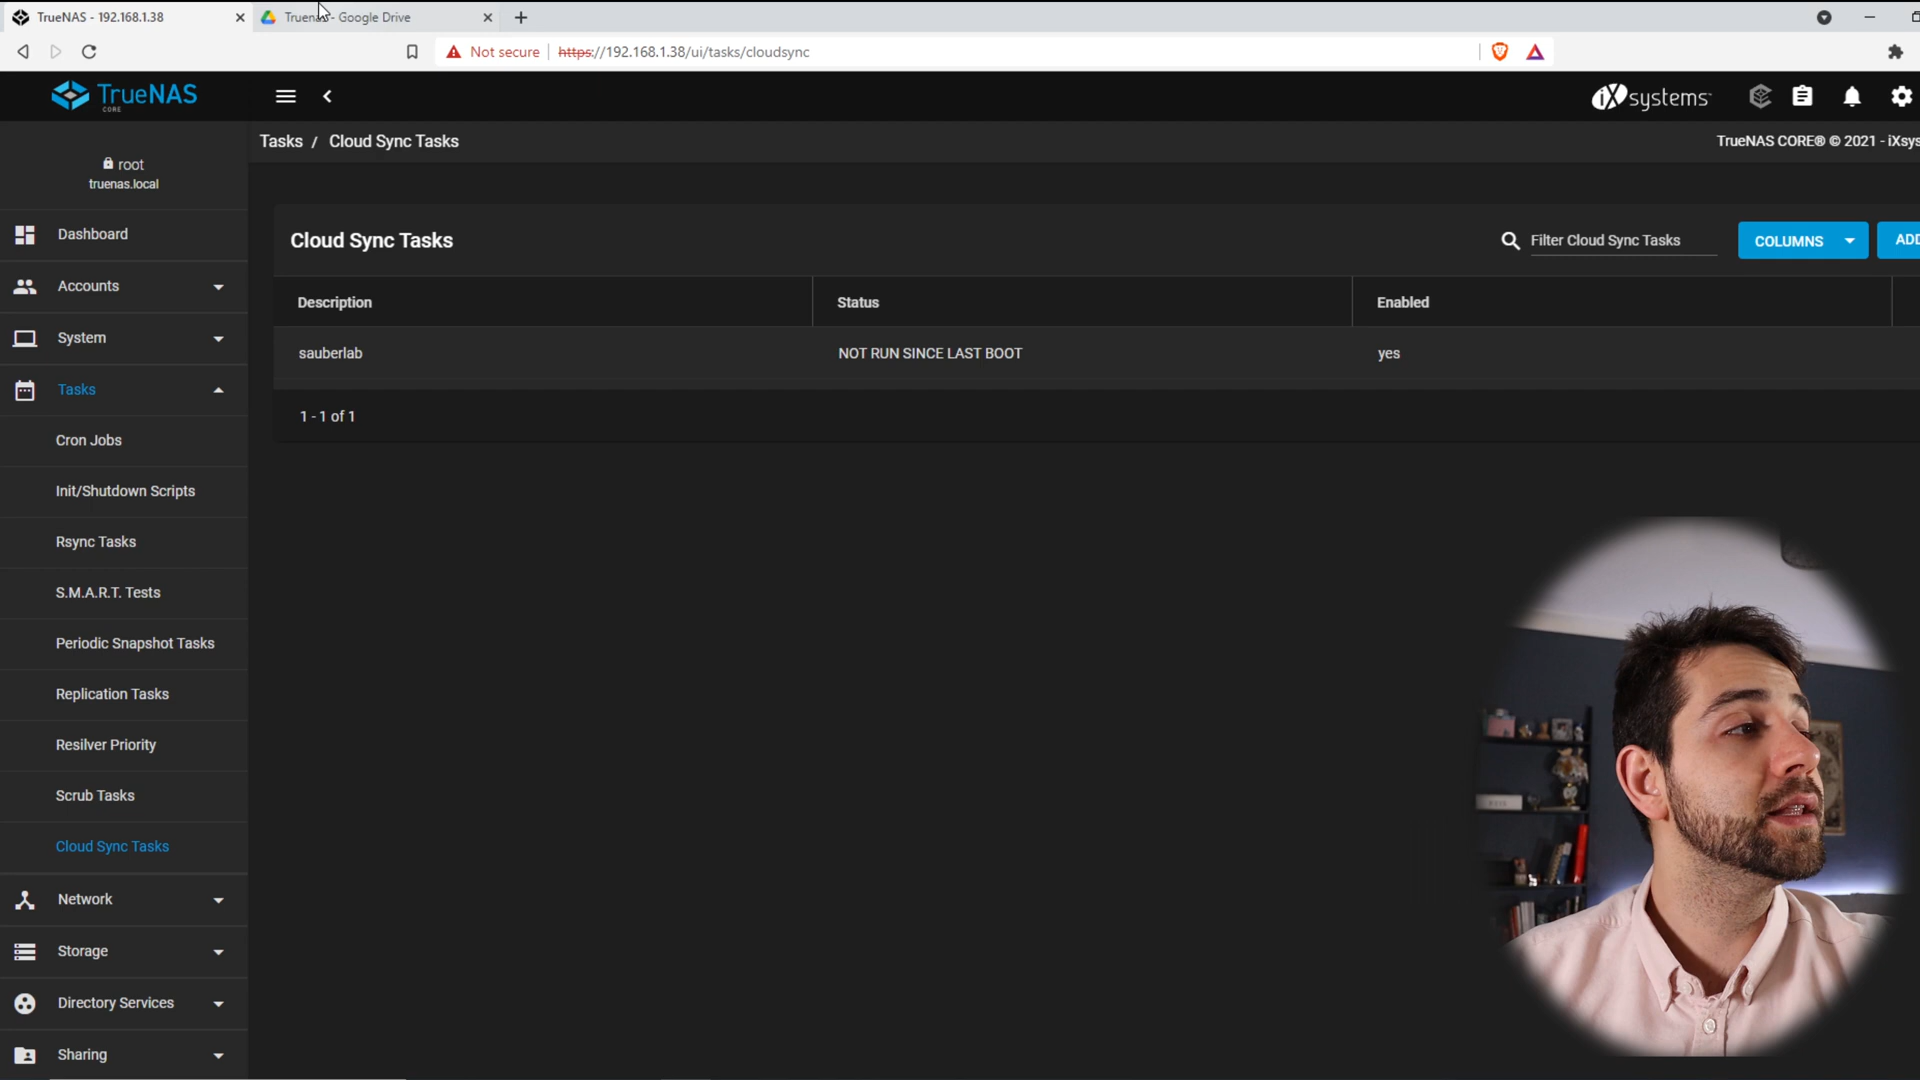 TrueNAS - 192.168.1.38
Truenas - Google Drive
Not secure
https://192.168.1.38/ui/tasks/cloudsync
TrueNAS
CORE
iXsystems
root
truenas.local
Tasks / Cloud Sync Tasks
TrueNAS CORE® © 2021 - iXsys
Dashboard
Accounts
System
Tasks
Cron Jobs
Init/Shutdown Scripts
Rsync Tasks
S.M.A.R.T. Tests
Periodic Snapshot Tasks
Replication Tasks
Resilver Priority
Scrub Tasks
Cloud Sync Tasks
Network
Storage
Directory Services
Sharing
Cloud Sync Tasks
Filter Cloud Sync Tasks
COLUMNS
ADD
Description Status Enabled
sauberlab NOT RUN SINCE LAST BOOT yes
1 - 1 of 1